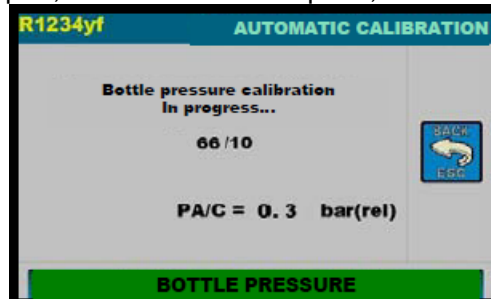 R1234yf AUTOMATIC CALIBRATION
Bottle pressure calibration
In progress...
66/10
BACK
ESC
PA/C = 0.3 bar(rel)
BOTTLE PRESSURE